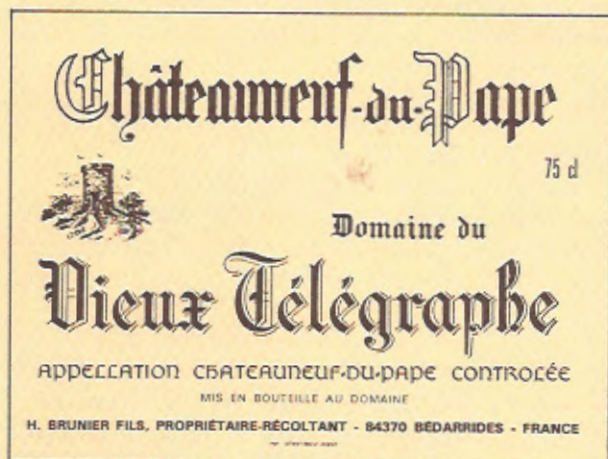 Châteauneuf-du-Pape
75 cl
Domaine du
Vieux Télégraphe
APPELLATION CHATEAUNEUF-DU-PAPE CONTROLÉE
MIS EN BOUTEILLE AU DOMAINE
H. BRUNIER FILS, PROPRIÉTAIRE-RÉCOLTANT - 84370 BÉDARRIDES - FRANCE